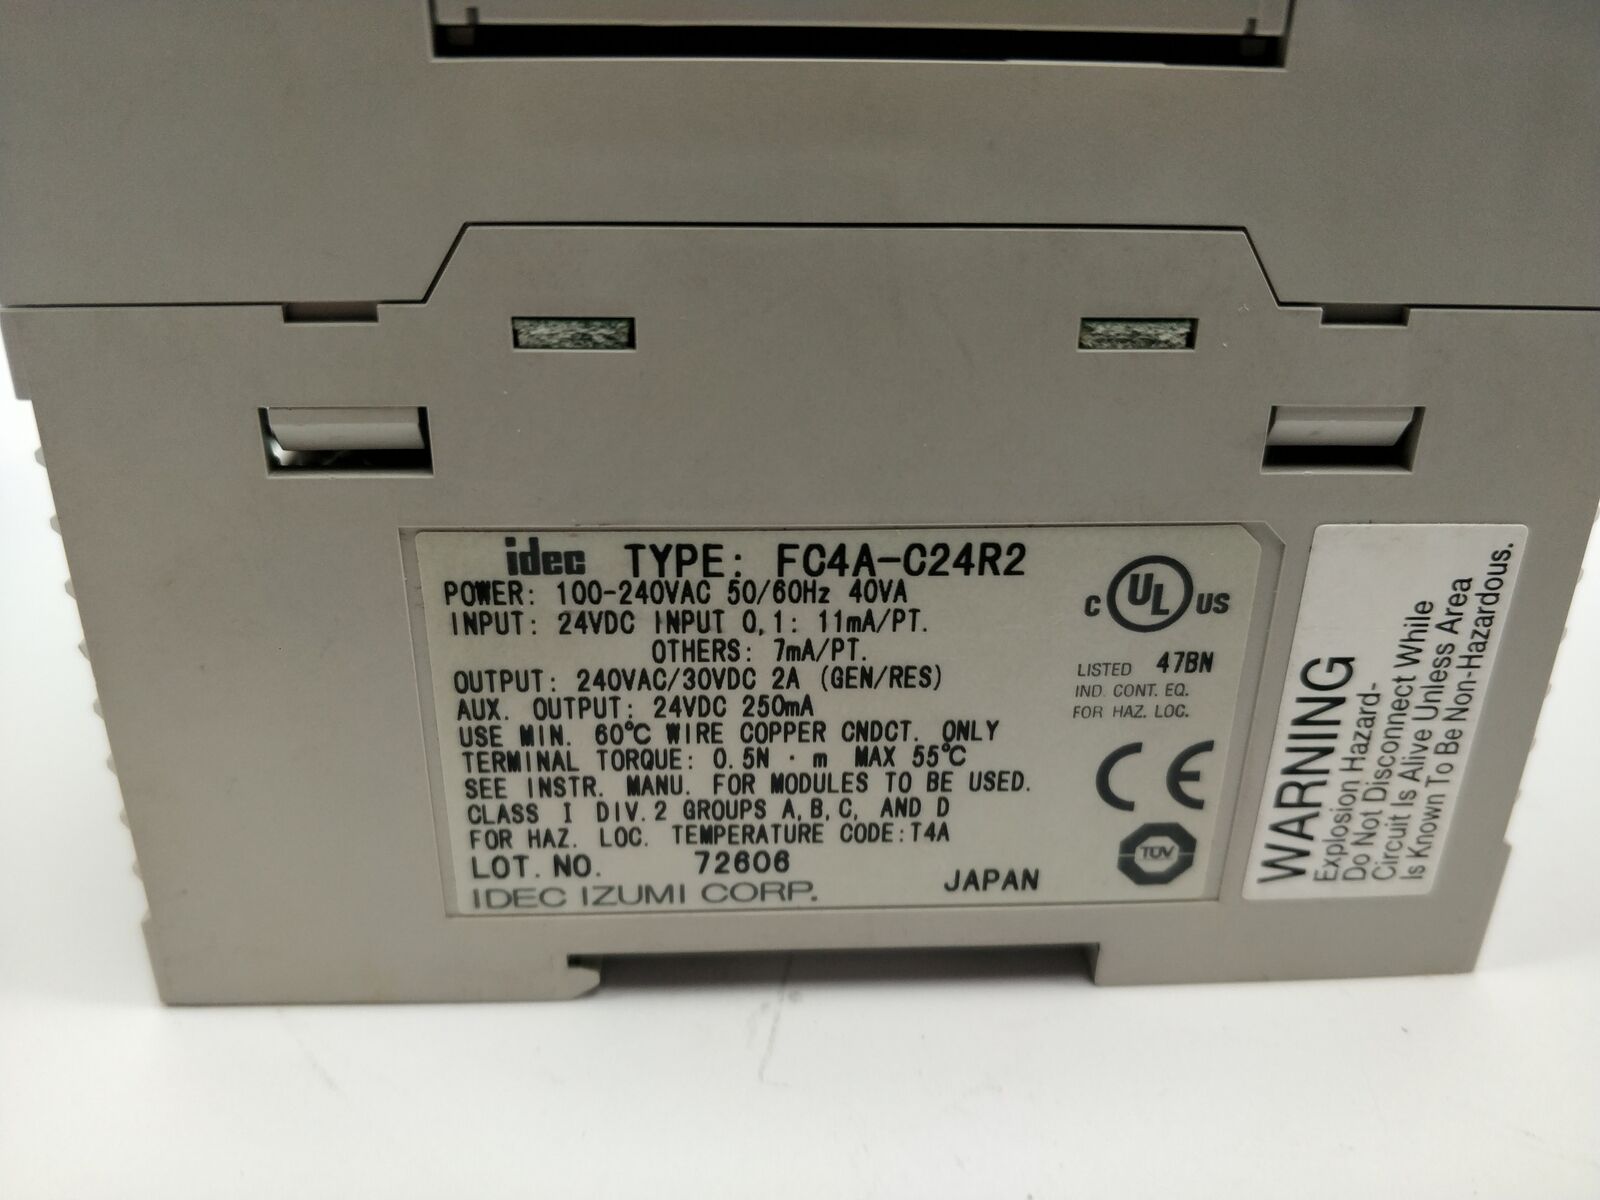 idec TYPE: FC4A-C24R2
POWER: 100-240VAC 50/60Hz 40VA
INPUT: 24VDC INPUT 0,1: 11mA/PT.
OTHERS: 7mA/PT.
OUTPUT: 240VAC/30VDC 2A (GEN/RES)
AUX. OUTPUT: 24VDC 250mA
USE MIN. 60℃ WIRE COPPER CNDCT. ONLY
TERMINAL TORQUE: 0.5N · m MAX 55℃
SEE INSTR. MANU. FOR MODULES TO BE USED.
CLASS I DIV.2 GROUPS A,B,C, AND D
FOR HAZ. LOC. TEMPERATURE CODE:T4A
LOT.NO. 72606
IDEC IZUMI CORP. JAPAN
C UL US
LISTED 47BN
IND. CONT. EQ.
FOR HAZ. LOC.
CE
TÜV
WARNING
Explosion Hazard-
Do Not Disconnect While
Circuit Is Alive Unless Area
Is Known To Be Non-Hazardous.